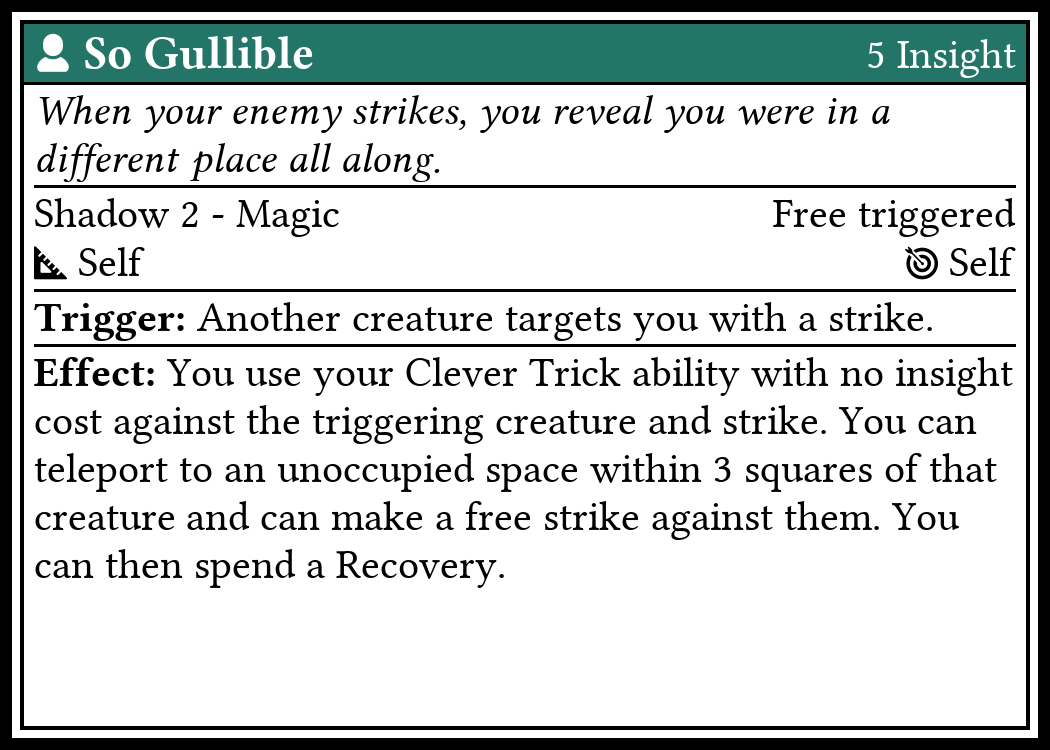 So Gullible 5 Insight
When your enemy strikes, you reveal you were in a
different place all along.
Shadow 2 - Magic Free triggered
Self Self
Trigger: Another creature targets you with a strike.
Effect: You use your Clever Trick ability with no insight
cost against the triggering creature and strike. You can
teleport to an unoccupied space within 3 squares of that
creature and can make a free strike against them. You
can then spend a Recovery.